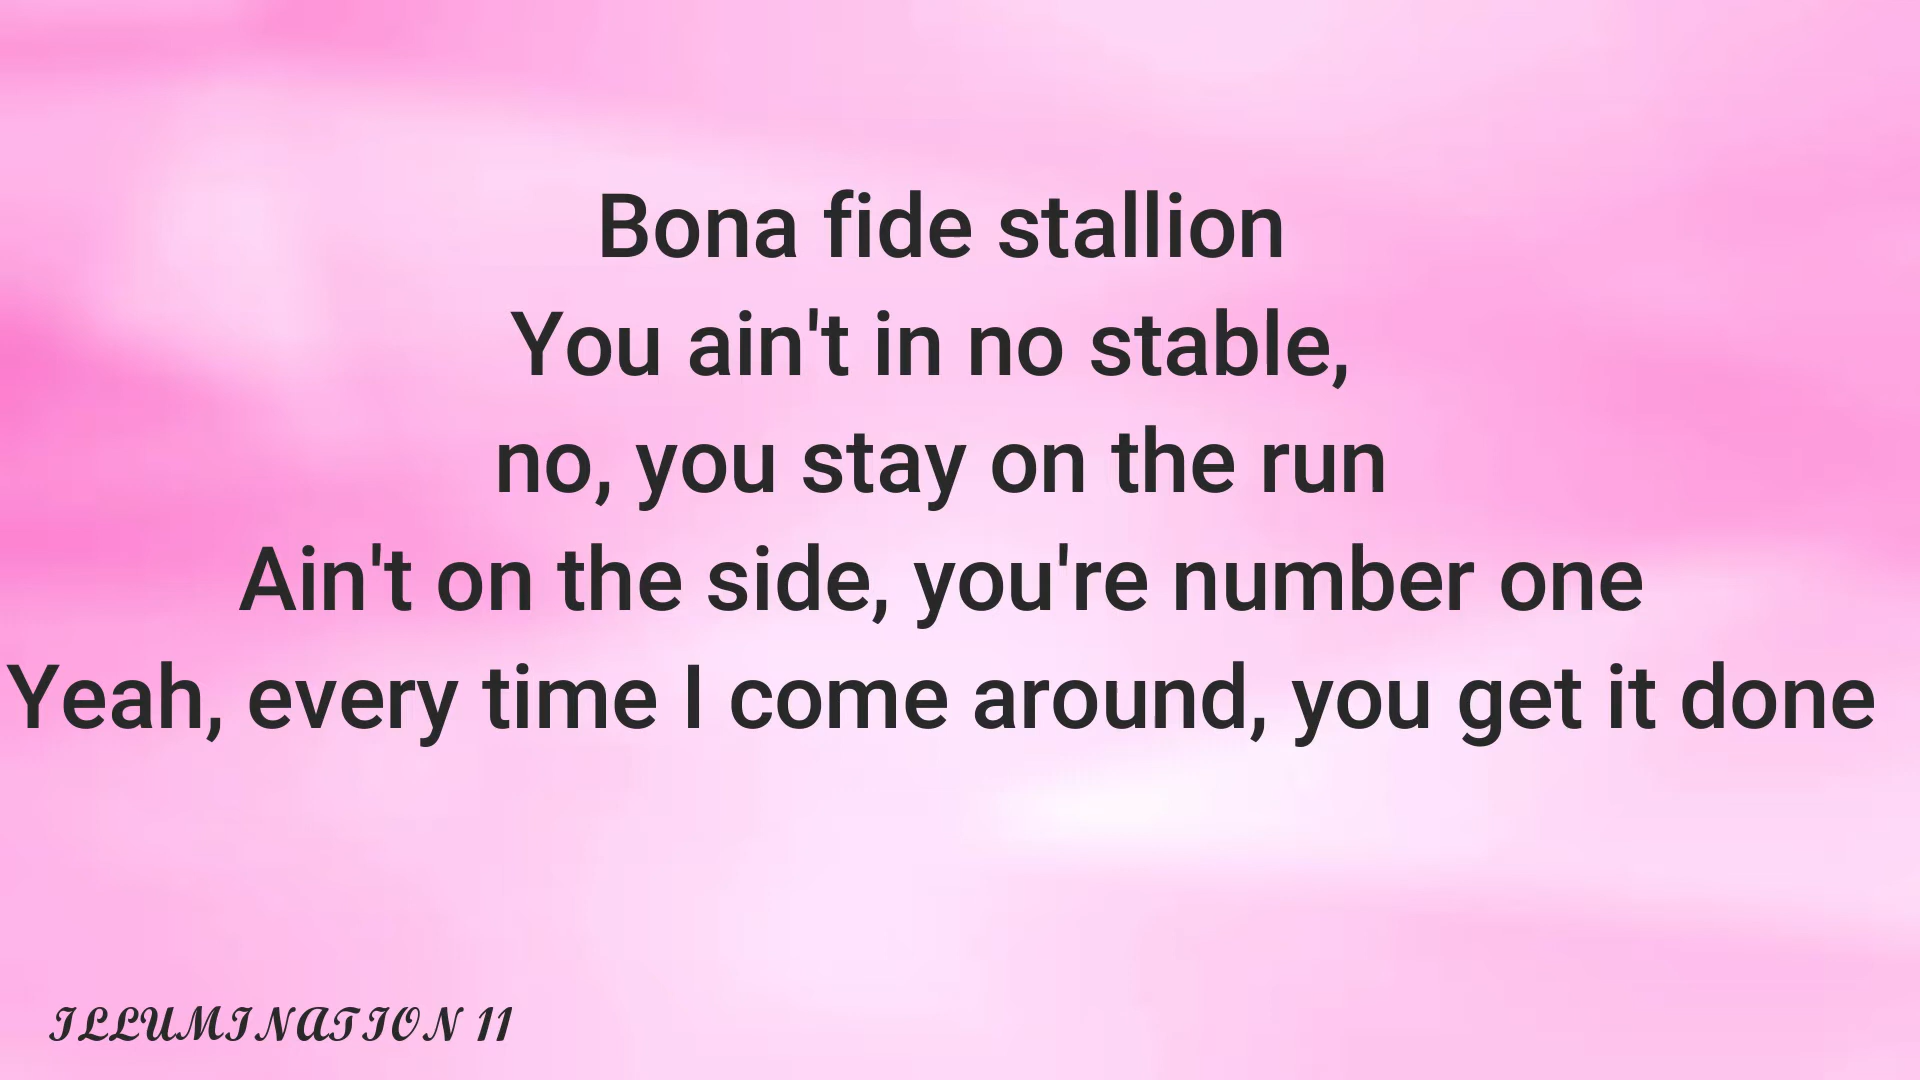 Bona fide stallion
You ain't in no stable,
no, you stay on the run
Ain't on the side, you're number one
Yeah, every time I come around, you get it done
ILLUMINATION 11